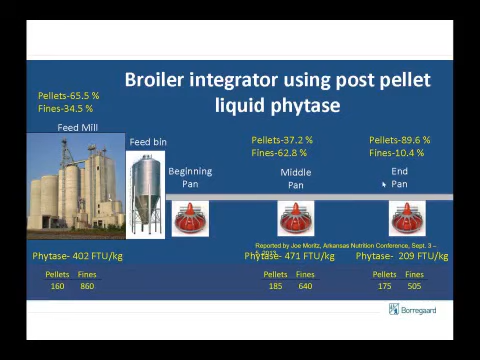 Broiler integrator using post pellet
liquid phytase
Pellets-65.5 %
Fines-34.5 %
Feed Mill
Feed bin
Beginning
Pan
Pellets-37.2 %
Fines-62.8 %
Middle
Pan
Pellets-89.6 %
Fines-10.4 %
End
Pan
Reported by Joe Moritz, Arkansas Nutrition Conference, Sept. 3 –
Phytase- 402 FTU/kg
Pellets Fines
160 860
Phytase- 471 FTU/kg
Pellets Fines
185 640
Phytase- 209 FTU/kg
Pellets Fines
175 505
Borregaard